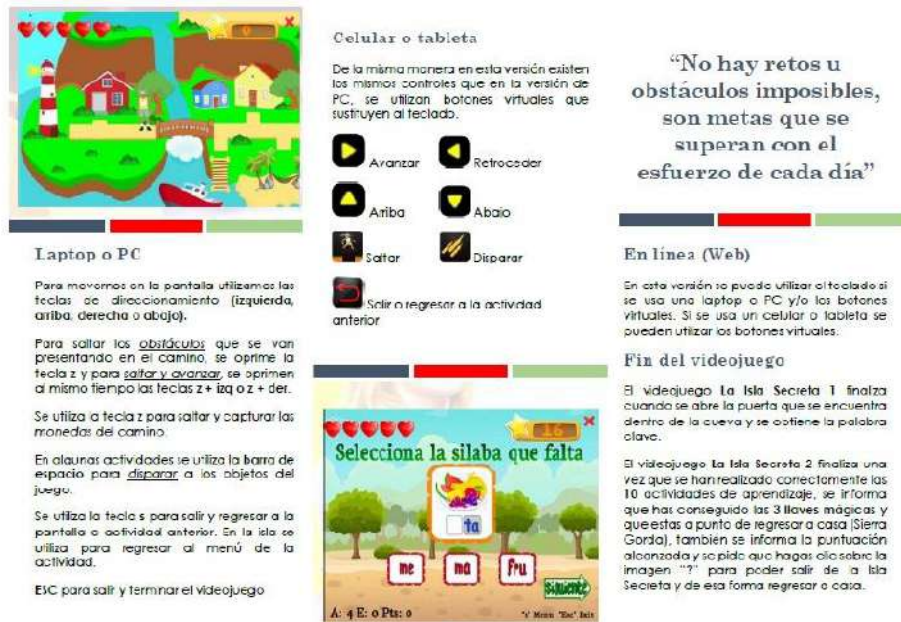 0
Laptop o PC
Para movernos en la pantalla utilizamos las
teclas de direccionamiento (izquierda,
arriba, derecha o abajo).
Para saltar los obstáculos que se van
presentando en el camino, se oprime la
tecla z y para saltar y avanzar, se oprimen
al mismo tiempo las teclas z + izq o z + der.
Se utiliza la tecla z para saltar y capturar las
monedas del camino.
En algunas actividades se utiliza la barra de
espacio para disparar a los objetos del
juego.
Se utiliza la tecla s para salir y regresar a la
pantalla o actividad anterior. En la isla se
utiliza para regresar al menú de la
actividad.
ESC para salir y terminar el videojuego
Celular o tableta
De la misma manera en esta versión existen
los mismos controles que en la versión de
PC, se utilizan botones virtuales que
sustituyen al teclado.
Avanzar Retroceder
Arriba Abajo
Saltar Disparar
Salir o regresar a la actividad
anterior
16
Selecciona la silaba que falta
ta
me ma fru
Siguiente
A: 4 E: 0 Pts: 0 "s" Menu "Esc" Salir
“No hay retos u
obstáculos imposibles,
son metas que se
superan con el
esfuerzo de cada día”
En línea (Web)
En esta versión se puede utilizar el teclado si
se usa una laptop o PC y/o los botones
virtuales. Si se usa un celular o tableta se
pueden utilizar los botones virtuales.
Fin del videojuego
El videojuego La Isla Secreta 1 finaliza
cuando se abre la puerta que se encuentra
dentro de la cueva y se obtiene la palabra
clave.
El videojuego La Isla Secreta 2 finaliza una
vez que se han realizado correctamente las
10 actividades de aprendizaje, se informa
que has conseguido las 3 llaves mágicas y
que estas a punto de regresar a casa (Sierra
Gorda), también se informa la puntuación
alcanzada y se pide que hagas clic sobre la
imagen "?" para poder salir de la Isla
Secreta y de esa forma regresar a casa.